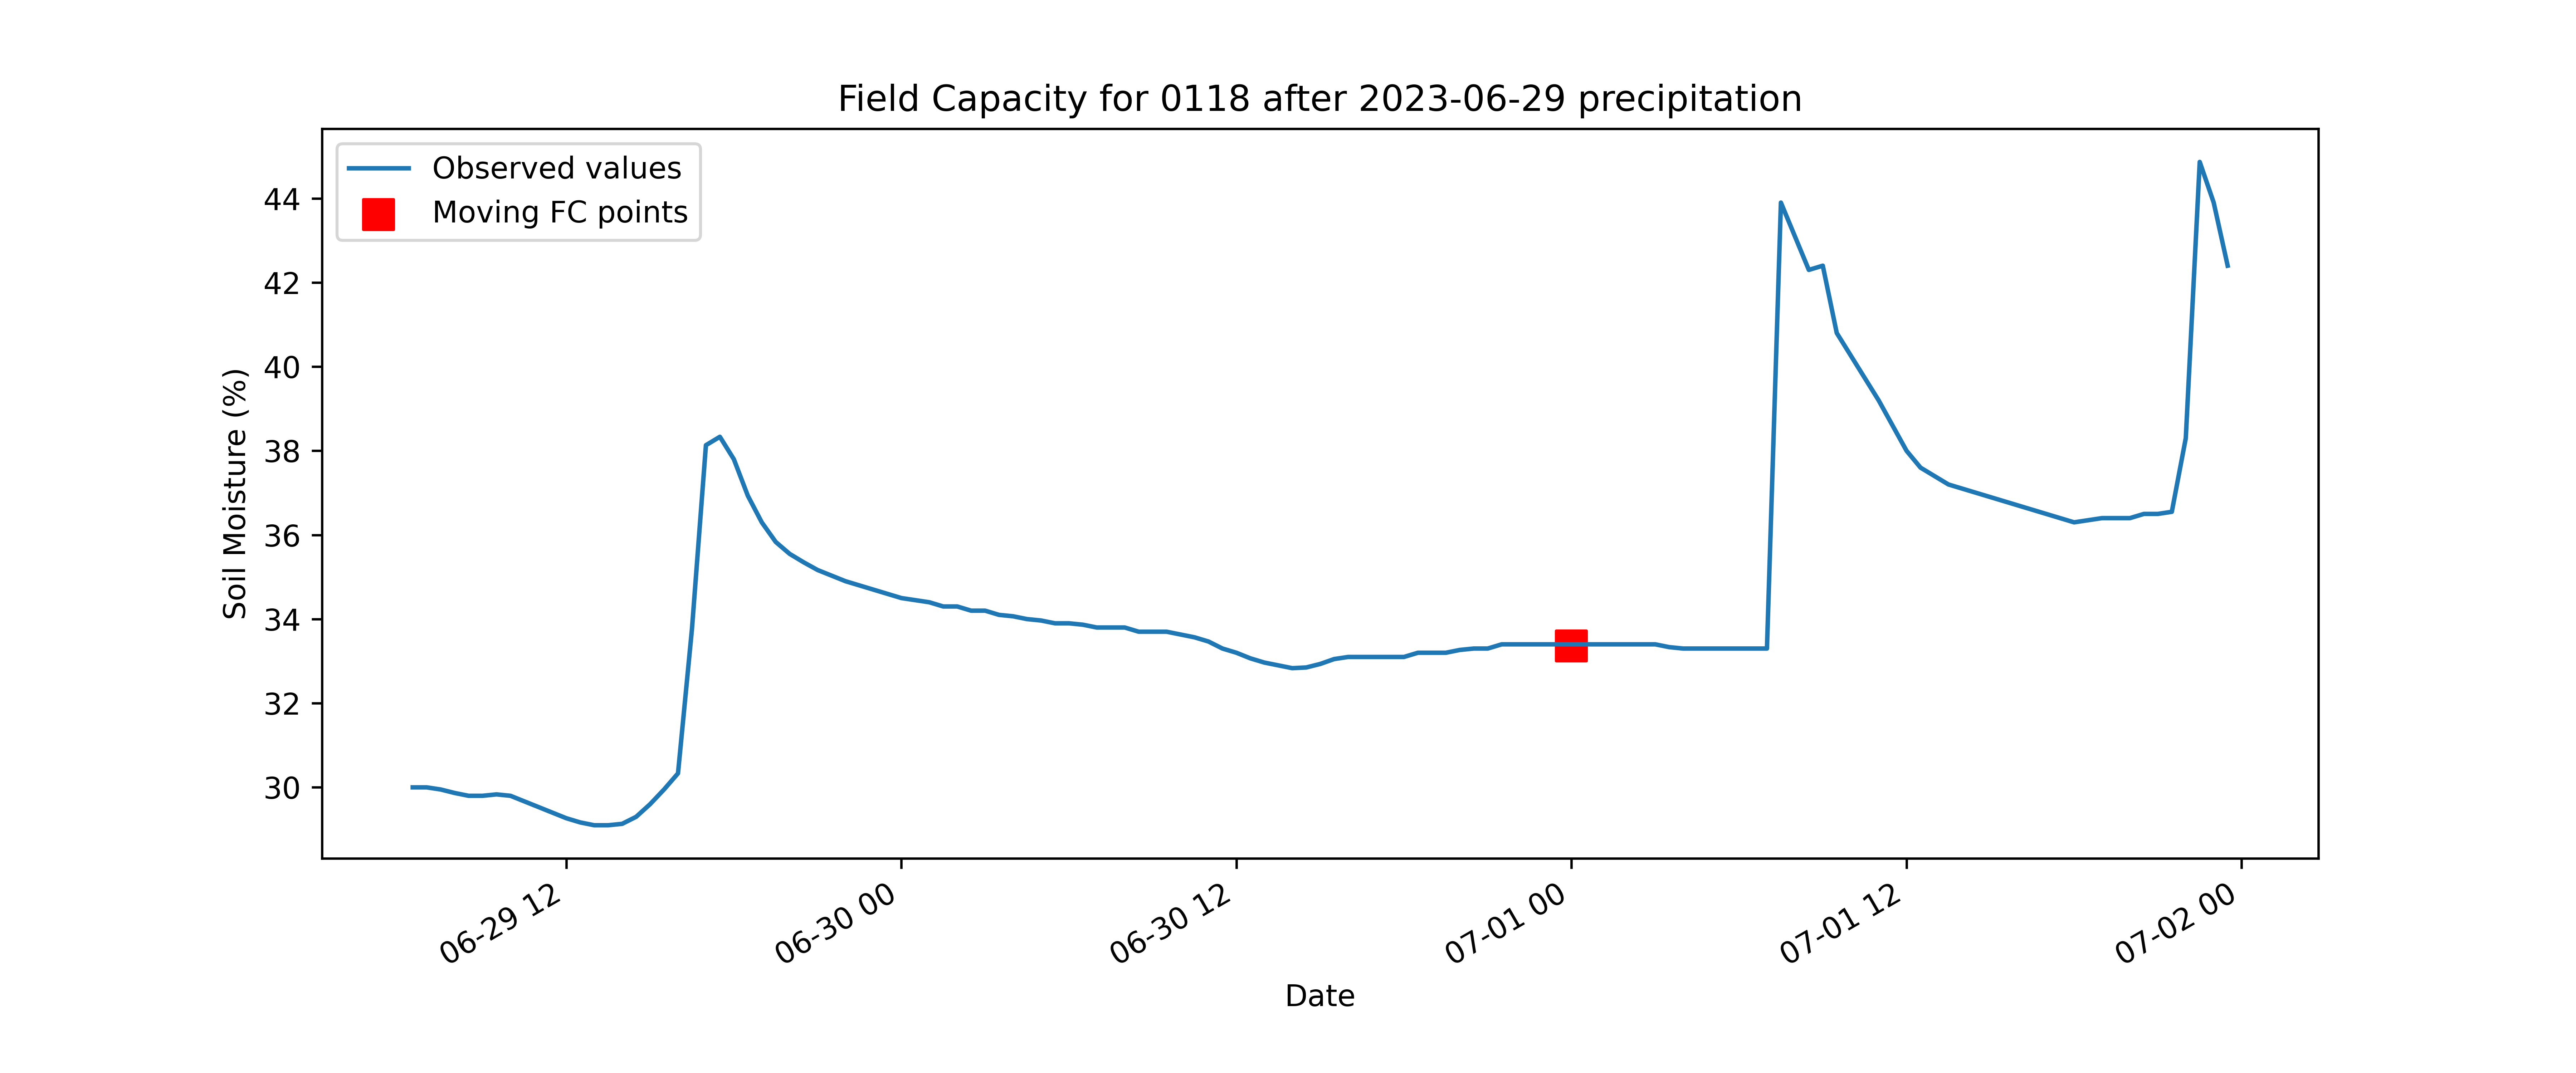 Field Capacity for 0118 after 2023-06-29 precipitation
Observed values
Moving FC points
Soil Moisture (%)
44
42
40
38
36
34
32
30
06-29 12
06-30 00
06-30 12
07-01 00
07-01 12
07-02 00
Date